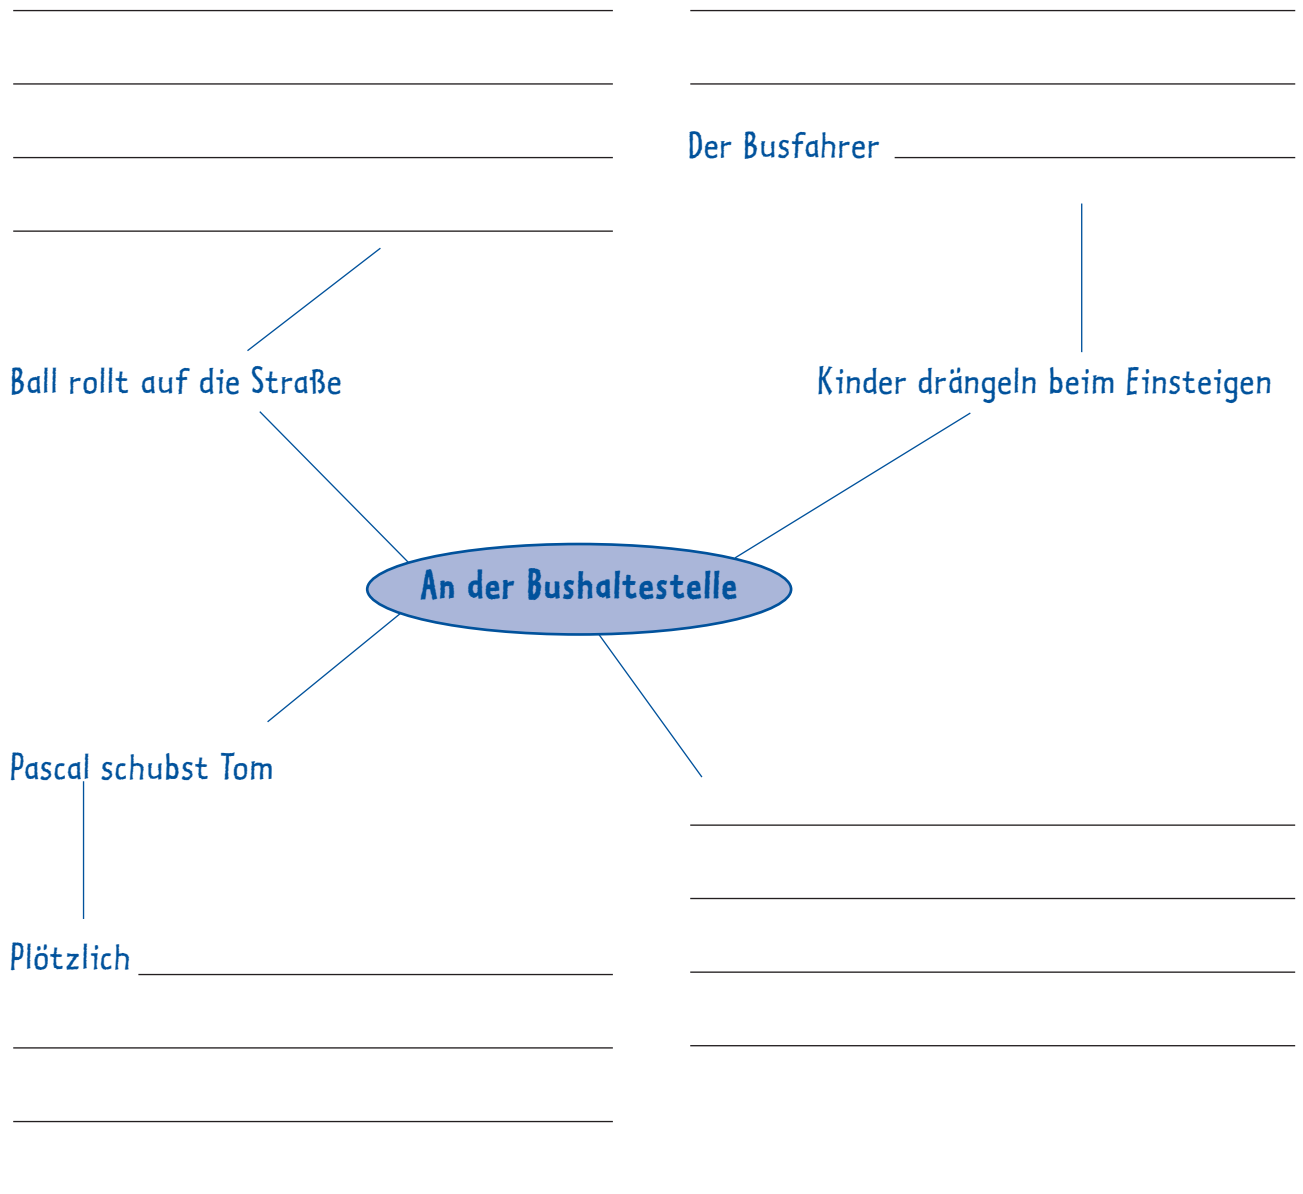 Der Busfahrer
Ball rollt auf die Straße
Kinder drängeln beim Einsteigen
An der Bushaltestelle
Pascal schubst Tom
Plötzlich